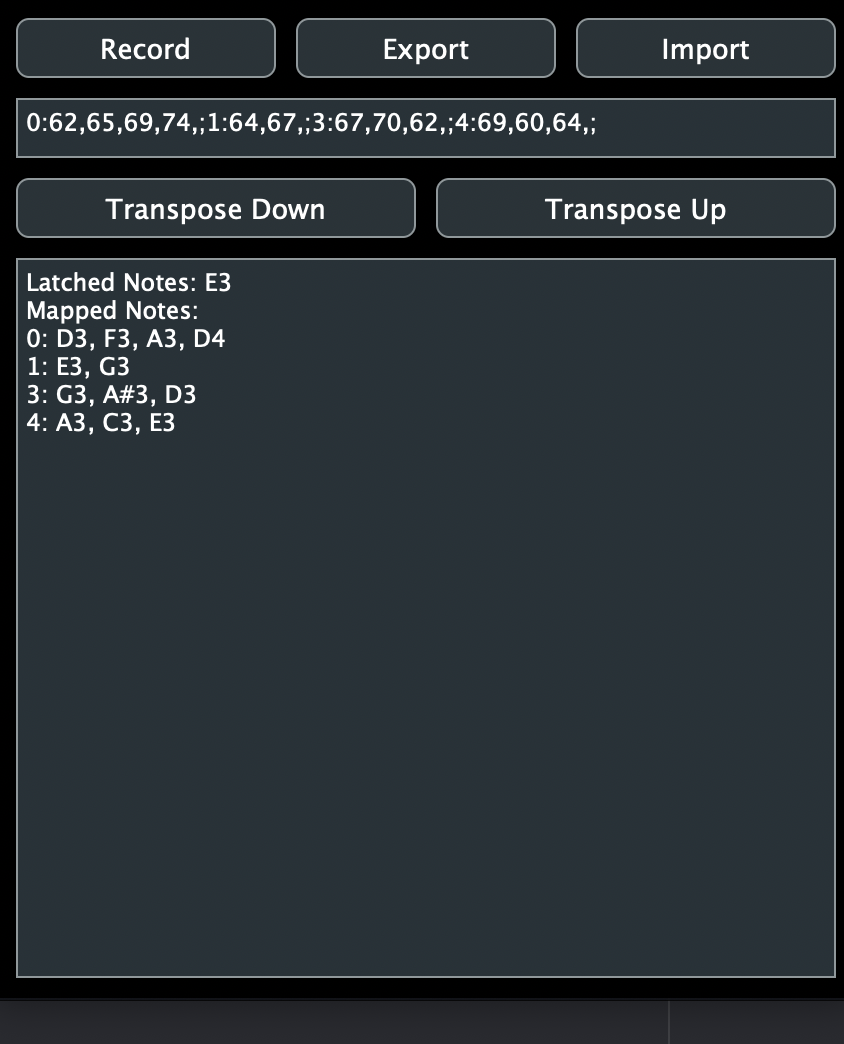 Record Export Import
0:62,65,69,74,;1:64,67,;3:67,70,62,;4:69,60,64,;
Transpose Down Transpose Up
Latched Notes: E3
Mapped Notes:
0: D3, F3, A3, D4
1: E3, G3
3: G3, A#3, D3
4: A3, C3, E3